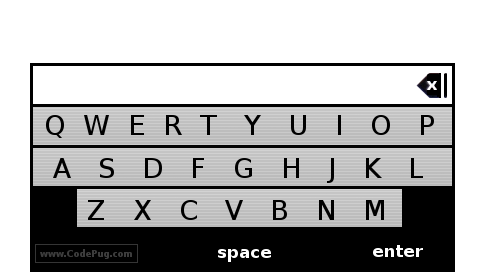 x
Q W E R T Y U I O P
A S D F G H J K L
Z X C V B N M
www.CodePug.com space enter